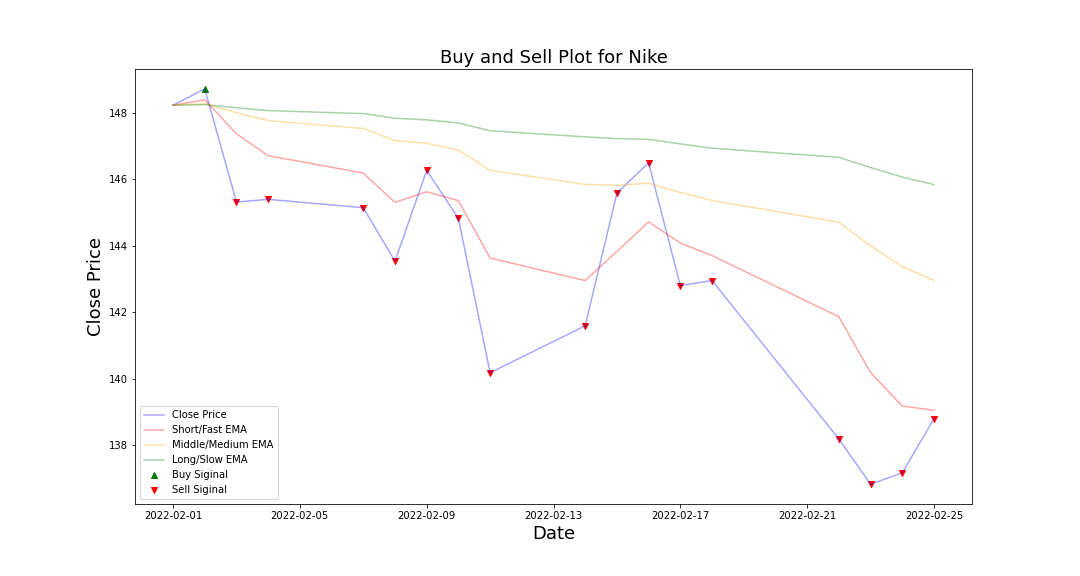 Buy and Sell Plot for Nike
Close Price
148
146
144
142
140
138
Close Price
Short/Fast EMA
Middle/Medium EMA
Long/Slow EMA
Buy Siginal
Sell Siginal
2022-02-01 2022-02-05 2022-02-09 2022-02-13 2022-02-17 2022-02-21 2022-02-25
Date